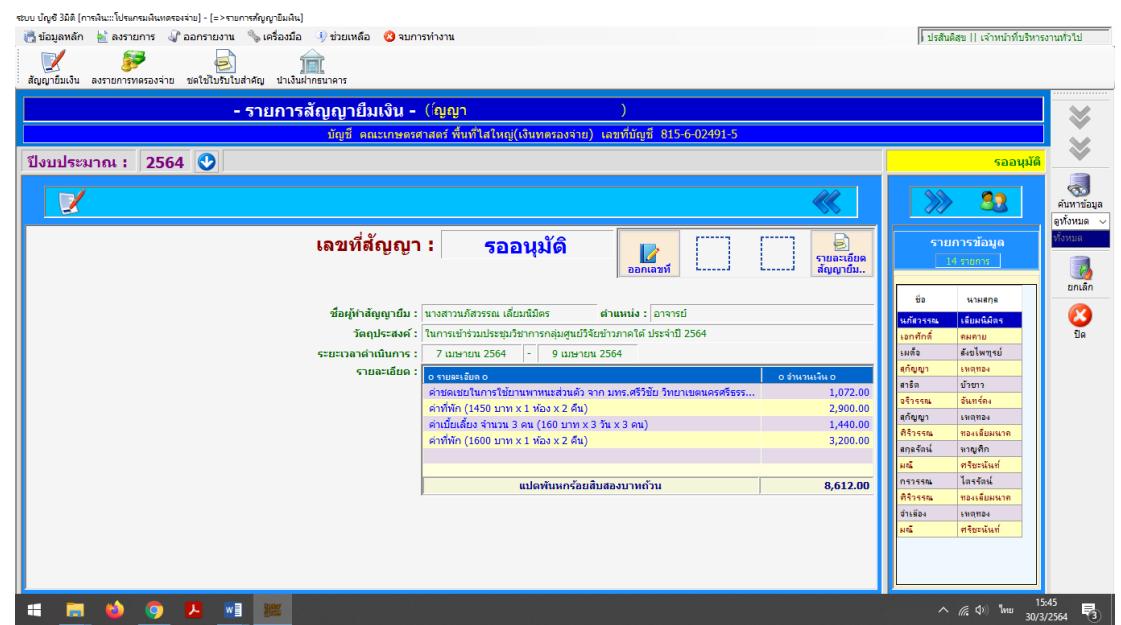 ระบบ บัญชี 3มิติ [การเงิน:::โปรแกรมเงินทดรองจ่าย] - [=>รายการสัญญายืมเงิน]
ข้อมูลหลัก ลงรายการ ออกรายงาน เครื่องมือ ช่วยเหลือ จบการทำงาน
ปรสันติสุข || เจ้าหน้าที่บริหารงานทั่วไป
สัญญายืมเงิน ลงรายการทดรองจ่าย ชดใช้ใบรับใบสำคัญ นำเงินฝากธนาคาร
- รายการสัญญายืมเงิน - ( ัญญา )
บัญชี คณะเกษตรศาสตร์ พื้นที่ไสใหญ่(เงินทดรองจ่าย) เลขที่บัญชี 815-6-02491-5
ปีงบประมาณ : 2564
รออนุมัติ
ค้นหาข้อมูล
ดูทั้งหมด
ทั้งหมด
ยกเลิก
ปิด
เลขที่สัญญา : รออนุมัติ
ออกเลขที่
รายละเอียด
สัญญายืม..
ชื่อผู้ทำสัญญายืม : นางสาวนภัสวรรณ เลี่ยมนิมิตร ตำแหน่ง : อาจารย์
วัตถุประสงค์ : ในการเข้าร่วมประชุมวิชาการกลุ่มศูนย์วิจัยข้าวภาคใต้ ประจำปี 2564
ระยะเวลาดำเนินการ : 7 เมษายน 2564 - 9 เมษายน 2564
รายละเอียด :
o รายละเอียด o o จำนวนเงิน o
ค่าชดเชยในการใช้ยานพาหนะส่วนตัว จาก มทร.ศรีวิชัย วิทยาเขตนครศรีธรร... 1,072.00
ค่าที่พัก (1450 บาท x 1 ห้อง x 2 คืน) 2,900.00
ค่าเบี้ยเลี้ยง จำนวน 3 คน (160 บาท x 3 วัน x 3 คน) 1,440.00
ค่าที่พัก (1600 บาท x 1 ห้อง x 2 คืน) 3,200.00
แปดพันหกร้อยสิบสองบาทถ้วน 8,612.00
รายการข้อมูล
14 รายการ
ชื่อ นามสกุล
นภัสวรรณ เลี่ยมนิมิตร
เอกศักดิ์
เมตือ สังขไพฑูรย์
สุกัญญา เหตุทอง
สาธิต บัวขาว
อริวรรณ จันทร์คง
สุกัญญา เหตุทอง
ศิริวรรณ ทองเลี่ยมนาค
สกุลรัตน์ หาญศึก
มณี ศรีชะนันท์
กรวรรณ ไตรรัตน์
ศิริวรรณ ทองเลี่ยมนาค
จำเลือง เหตุทอง
มณี ศรีชะนันท์
ไทย
15:45
30/3/2564
3